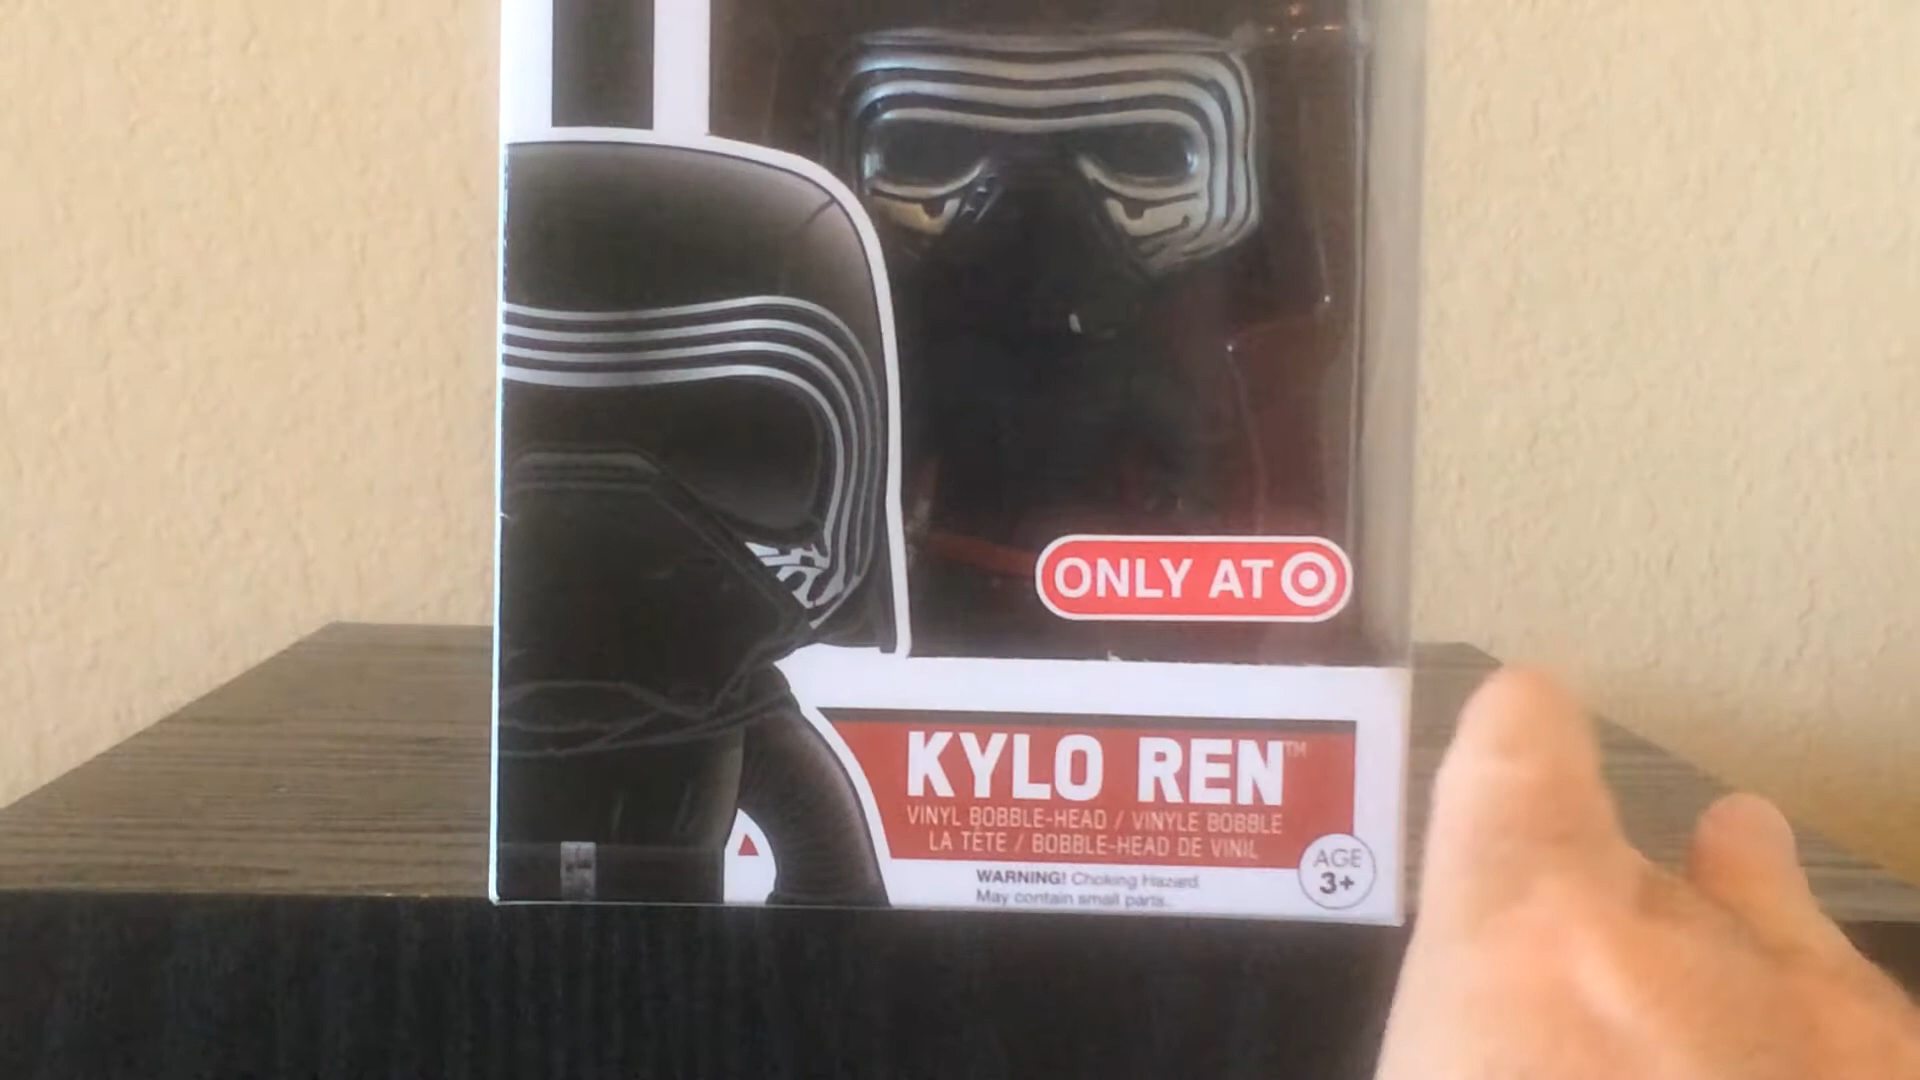 ONLY AT
KYLO REN™
VINYL BOBBLE-HEAD / VINYLE BOBBLE
LA TÊTE / BOBBLE-HEAD DE VINIL
WARNING! Choking Hazard.
May contain small parts.
AGE
3+